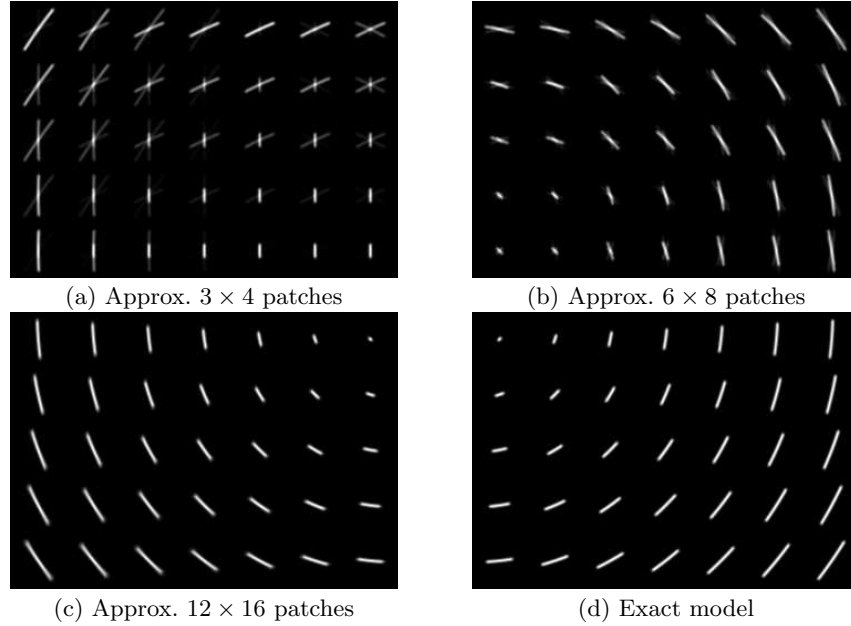 (a) Approx. 3 × 4 patches
(b) Approx. 6 × 8 patches
(c) Approx. 12 × 16 patches
(d) Exact model